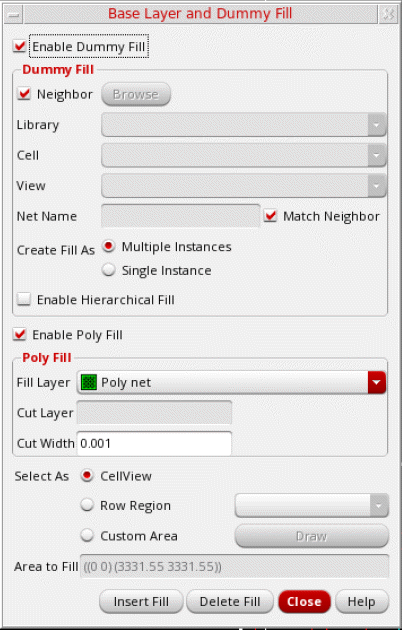 Base Layer and Dummy Fill
Enable Dummy Fill
Dummy Fill
Neighbor Browse
Library
Cell
View
Net Name Match Neighbor
Create Fill As Multiple Instances
Single Instance
Enable Hierarchical Fill
Enable Poly Fill
Poly Fill
Fill Layer Poly net
Cut Layer
Cut Width 0.001
Select As CellView
Row Region
Custom Area Draw
Area to Fill ((0 0) (3331.55 3331.55))
Insert Fill Delete Fill Close Help